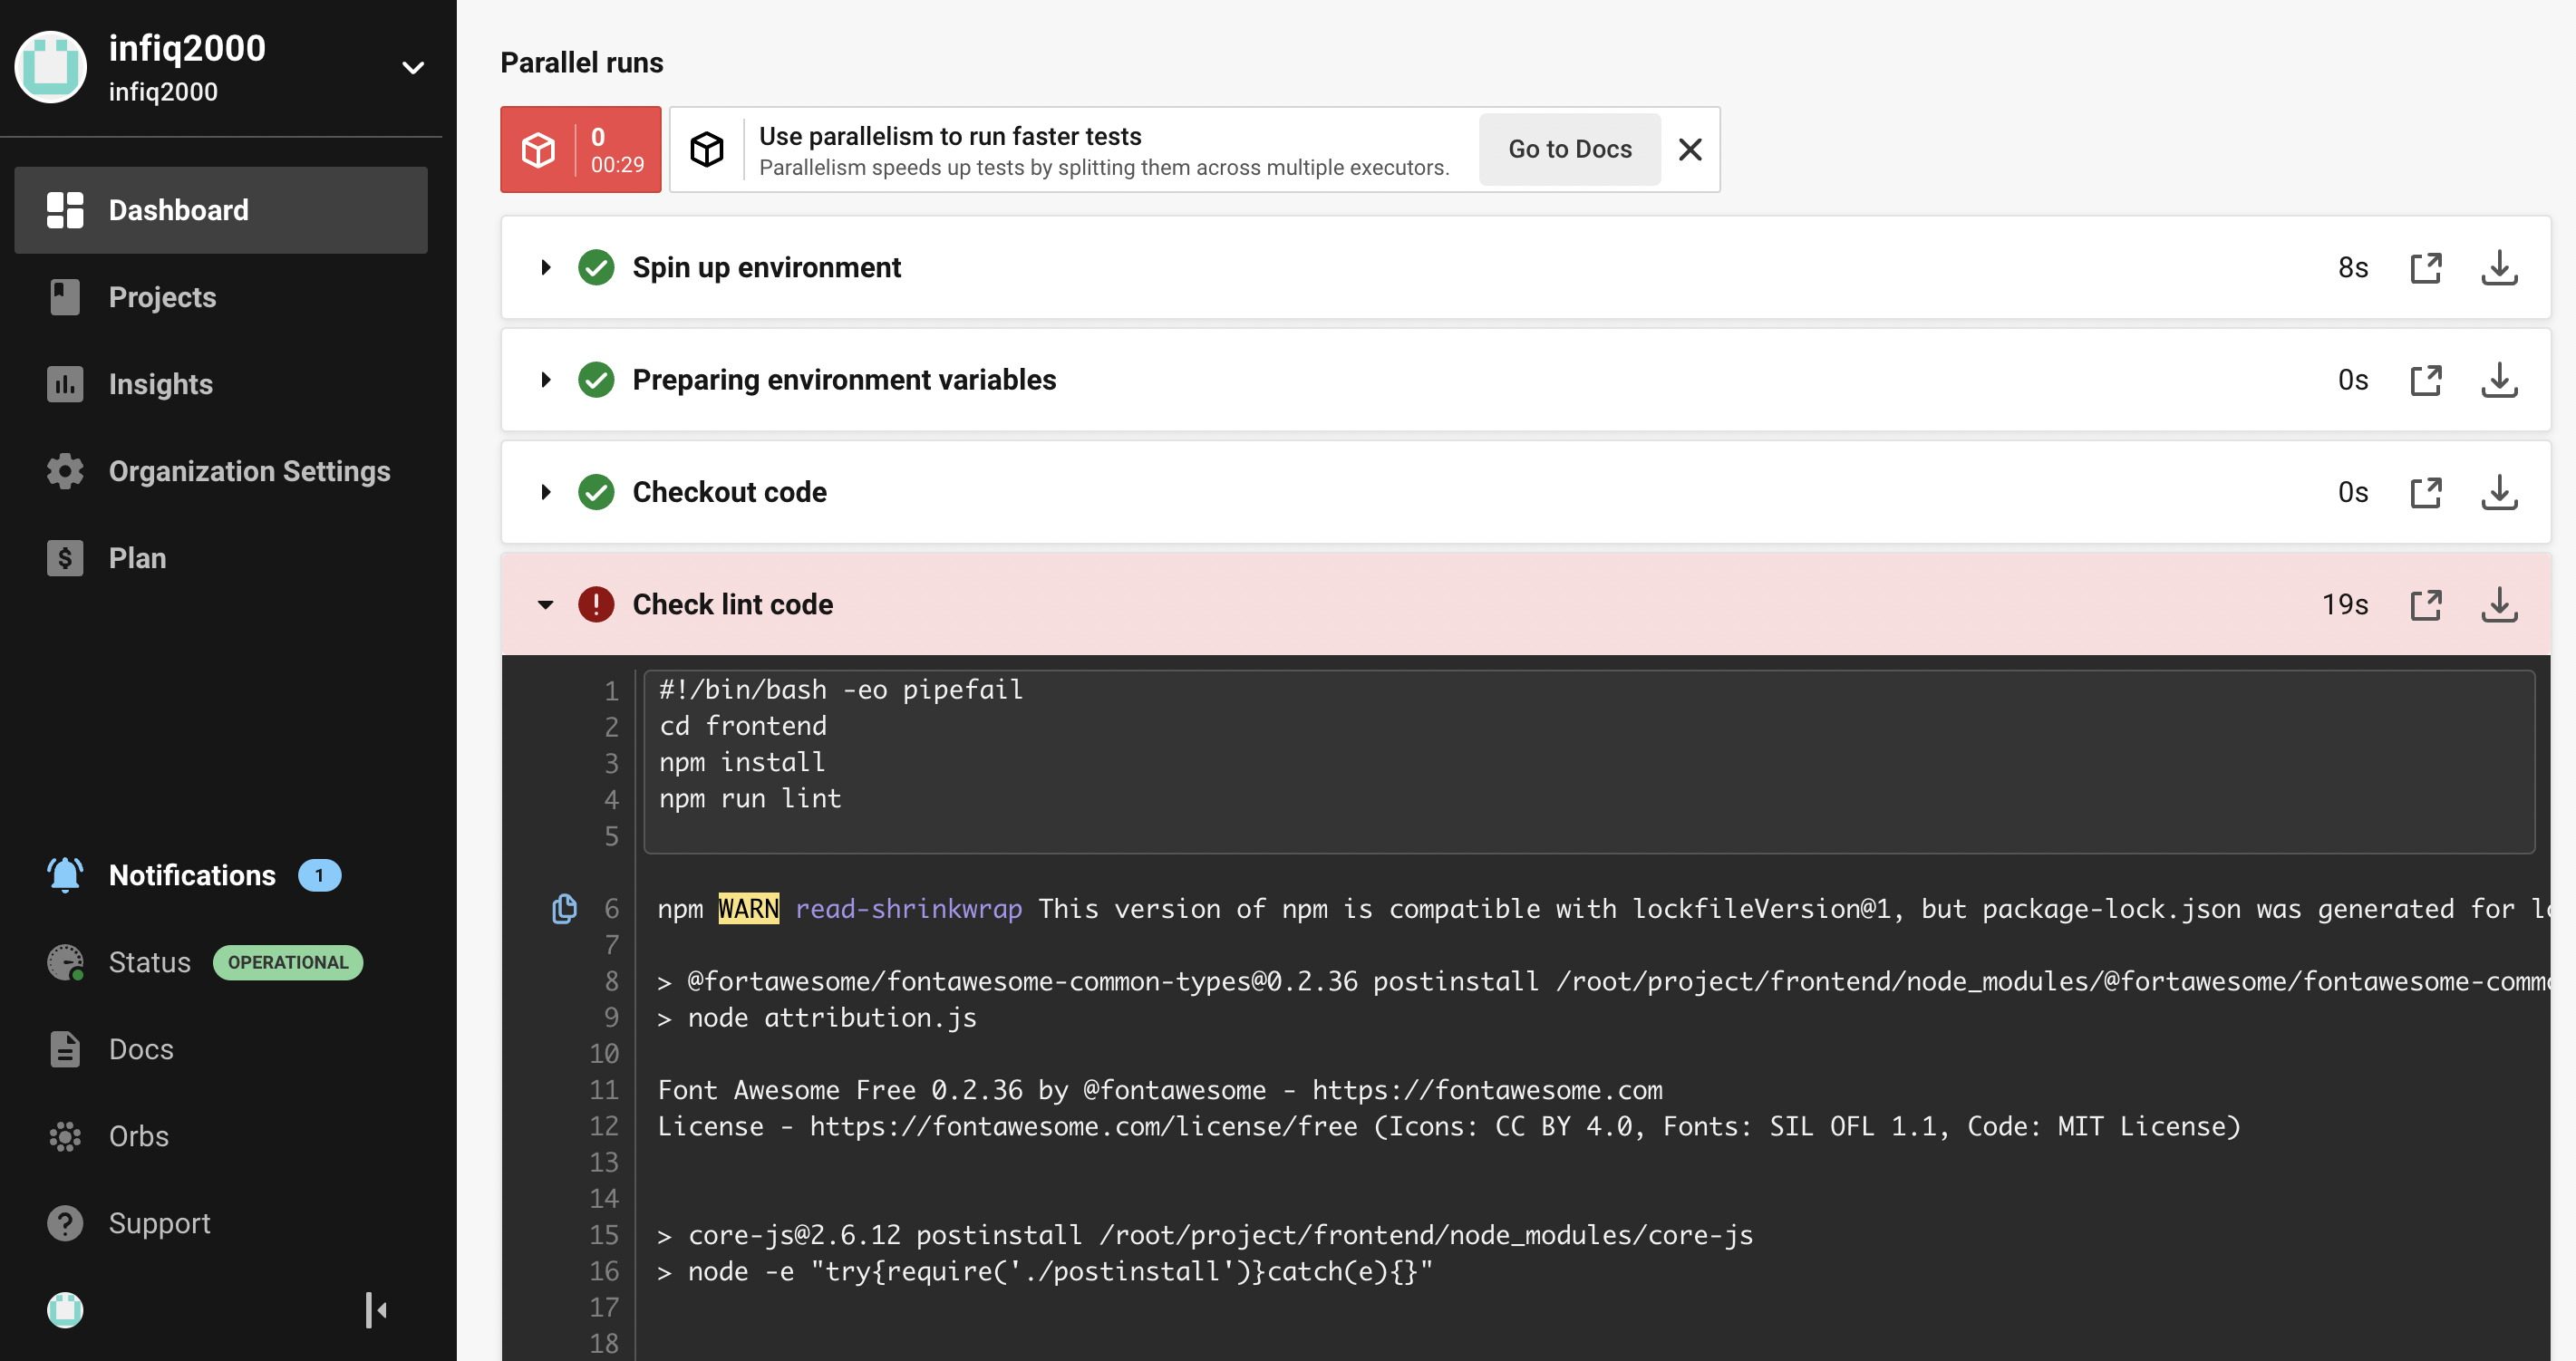 infiq2000
infiq2000
Dashboard
Projects
Insights
Organization Settings
Plan
Notifications 1
Status OPERATIONAL
Docs
Orbs
Support
Parallel runs
0
00:29
Use parallelism to run faster tests
Parallelism speeds up tests by splitting them across multiple executors.
Go to Docs
Spin up environment 8s
Preparing environment variables 0s
Checkout code 0s
Check lint code 19s
1 #!/bin/bash -eo pipefail
2 cd frontend
3 npm install
4 npm run lint
5
6 npm WARN read-shrinkwrap This version of npm is compatible with lockfileVersion@1, but package-lock.json was generated for
7
8 > @fortawesome/fontawesome-common-types@0.2.36 postinstall /root/project/frontend/node_modules/@fortawesome/fontawesome-comm
9 > node attribution.js
10
11 Font Awesome Free 0.2.36 by @fontawesome - https://fontawesome.com
12 License - https://fontawesome.com/license/free (Icons: CC BY 4.0, Fonts: SIL OFL 1.1, Code: MIT License)
13
14
15 > core-js@2.6.12 postinstall /root/project/frontend/node_modules/core-js
16 > node -e "try{require('./postinstall')}catch(e){}"
17
18